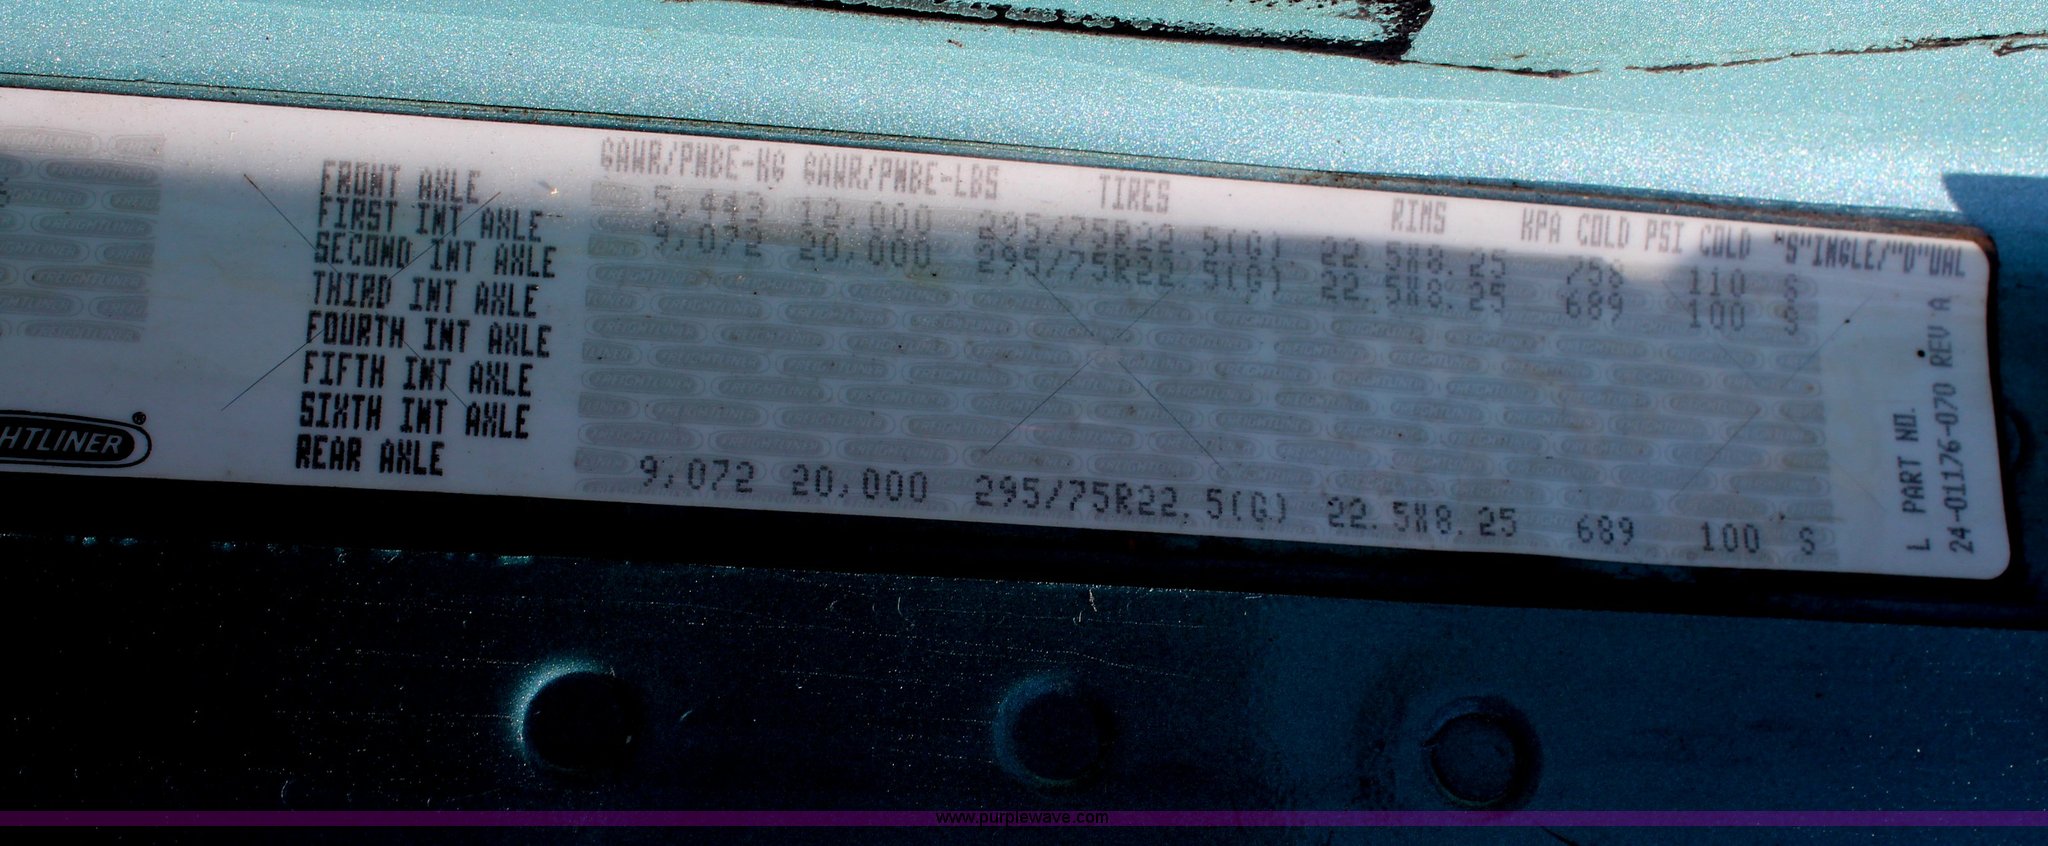 GAWR/PNBE-KG GAWR/PNBE-LBS TIRES RIMS KPA COLD PSI COLD "S"INGLE/"D"UAL
FRONT AXLE 5,443 12,000 295/75R22.5(G) 22.5X8.25 758 110 S
FIRST INT AXLE 9,072 20,000 295/75R22.5(G) 22.5X8.25 689 100 S
SECOND INT AXLE
THIRD INT AXLE
FOURTH INT AXLE
FIFTH INT AXLE
SIXTH INT AXLE
REAR AXLE 9,072 20,000 295/75R22.5(G) 22.5X8.25 689 100 S
HTLINER®
L PART NO.
24-01176-070 REV A
www.purplewave.com